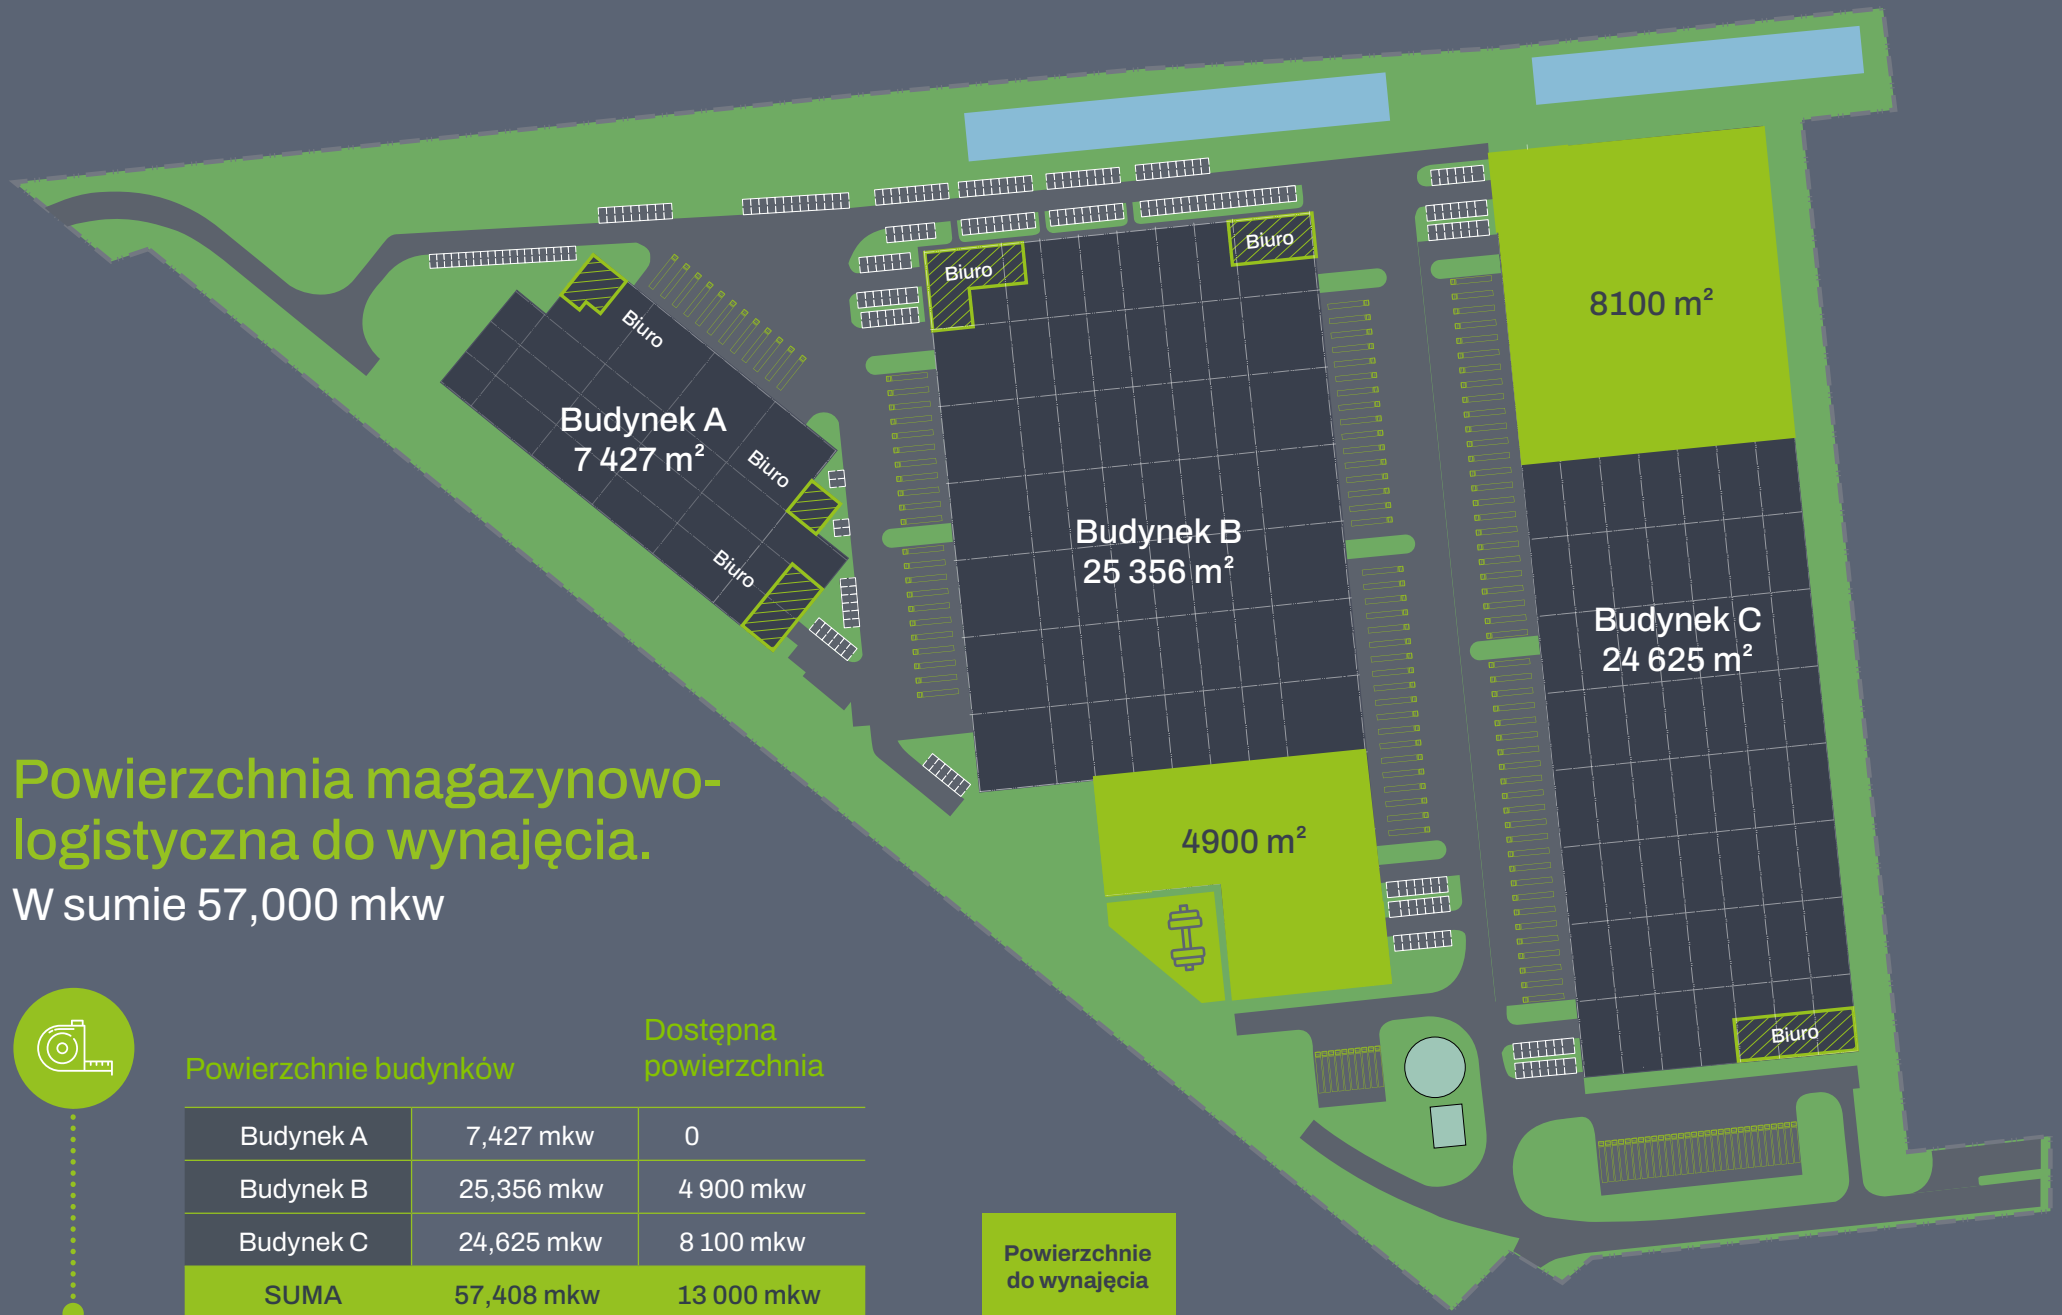 Biuro
Biuro
8100 m²
Biuro
Budynek A
7 427 m²
Biuro
Budynek B
25 356 m²
Biuro
Budynek C
24 625 m²
4900 m²
Biuro
Powierzchnia magazynowo-
logistyczna do wynajęcia.
W sumie 57,000 mkw
Powierzchnie budynków
Dostępna
powierzchnia
Budynek A 7,427 mkw 0
Budynek B 25,356 mkw 4 900 mkw
Budynek C 24,625 mkw 8 100 mkw
SUMA 57,408 mkw 13 000 mkw
Powierzchnie
do wynajęcia